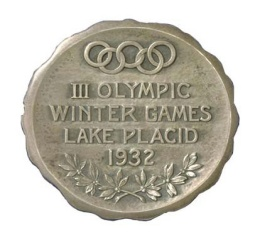 III OLYMPIC
WINTER GAMES
LAKE PLACID
1932